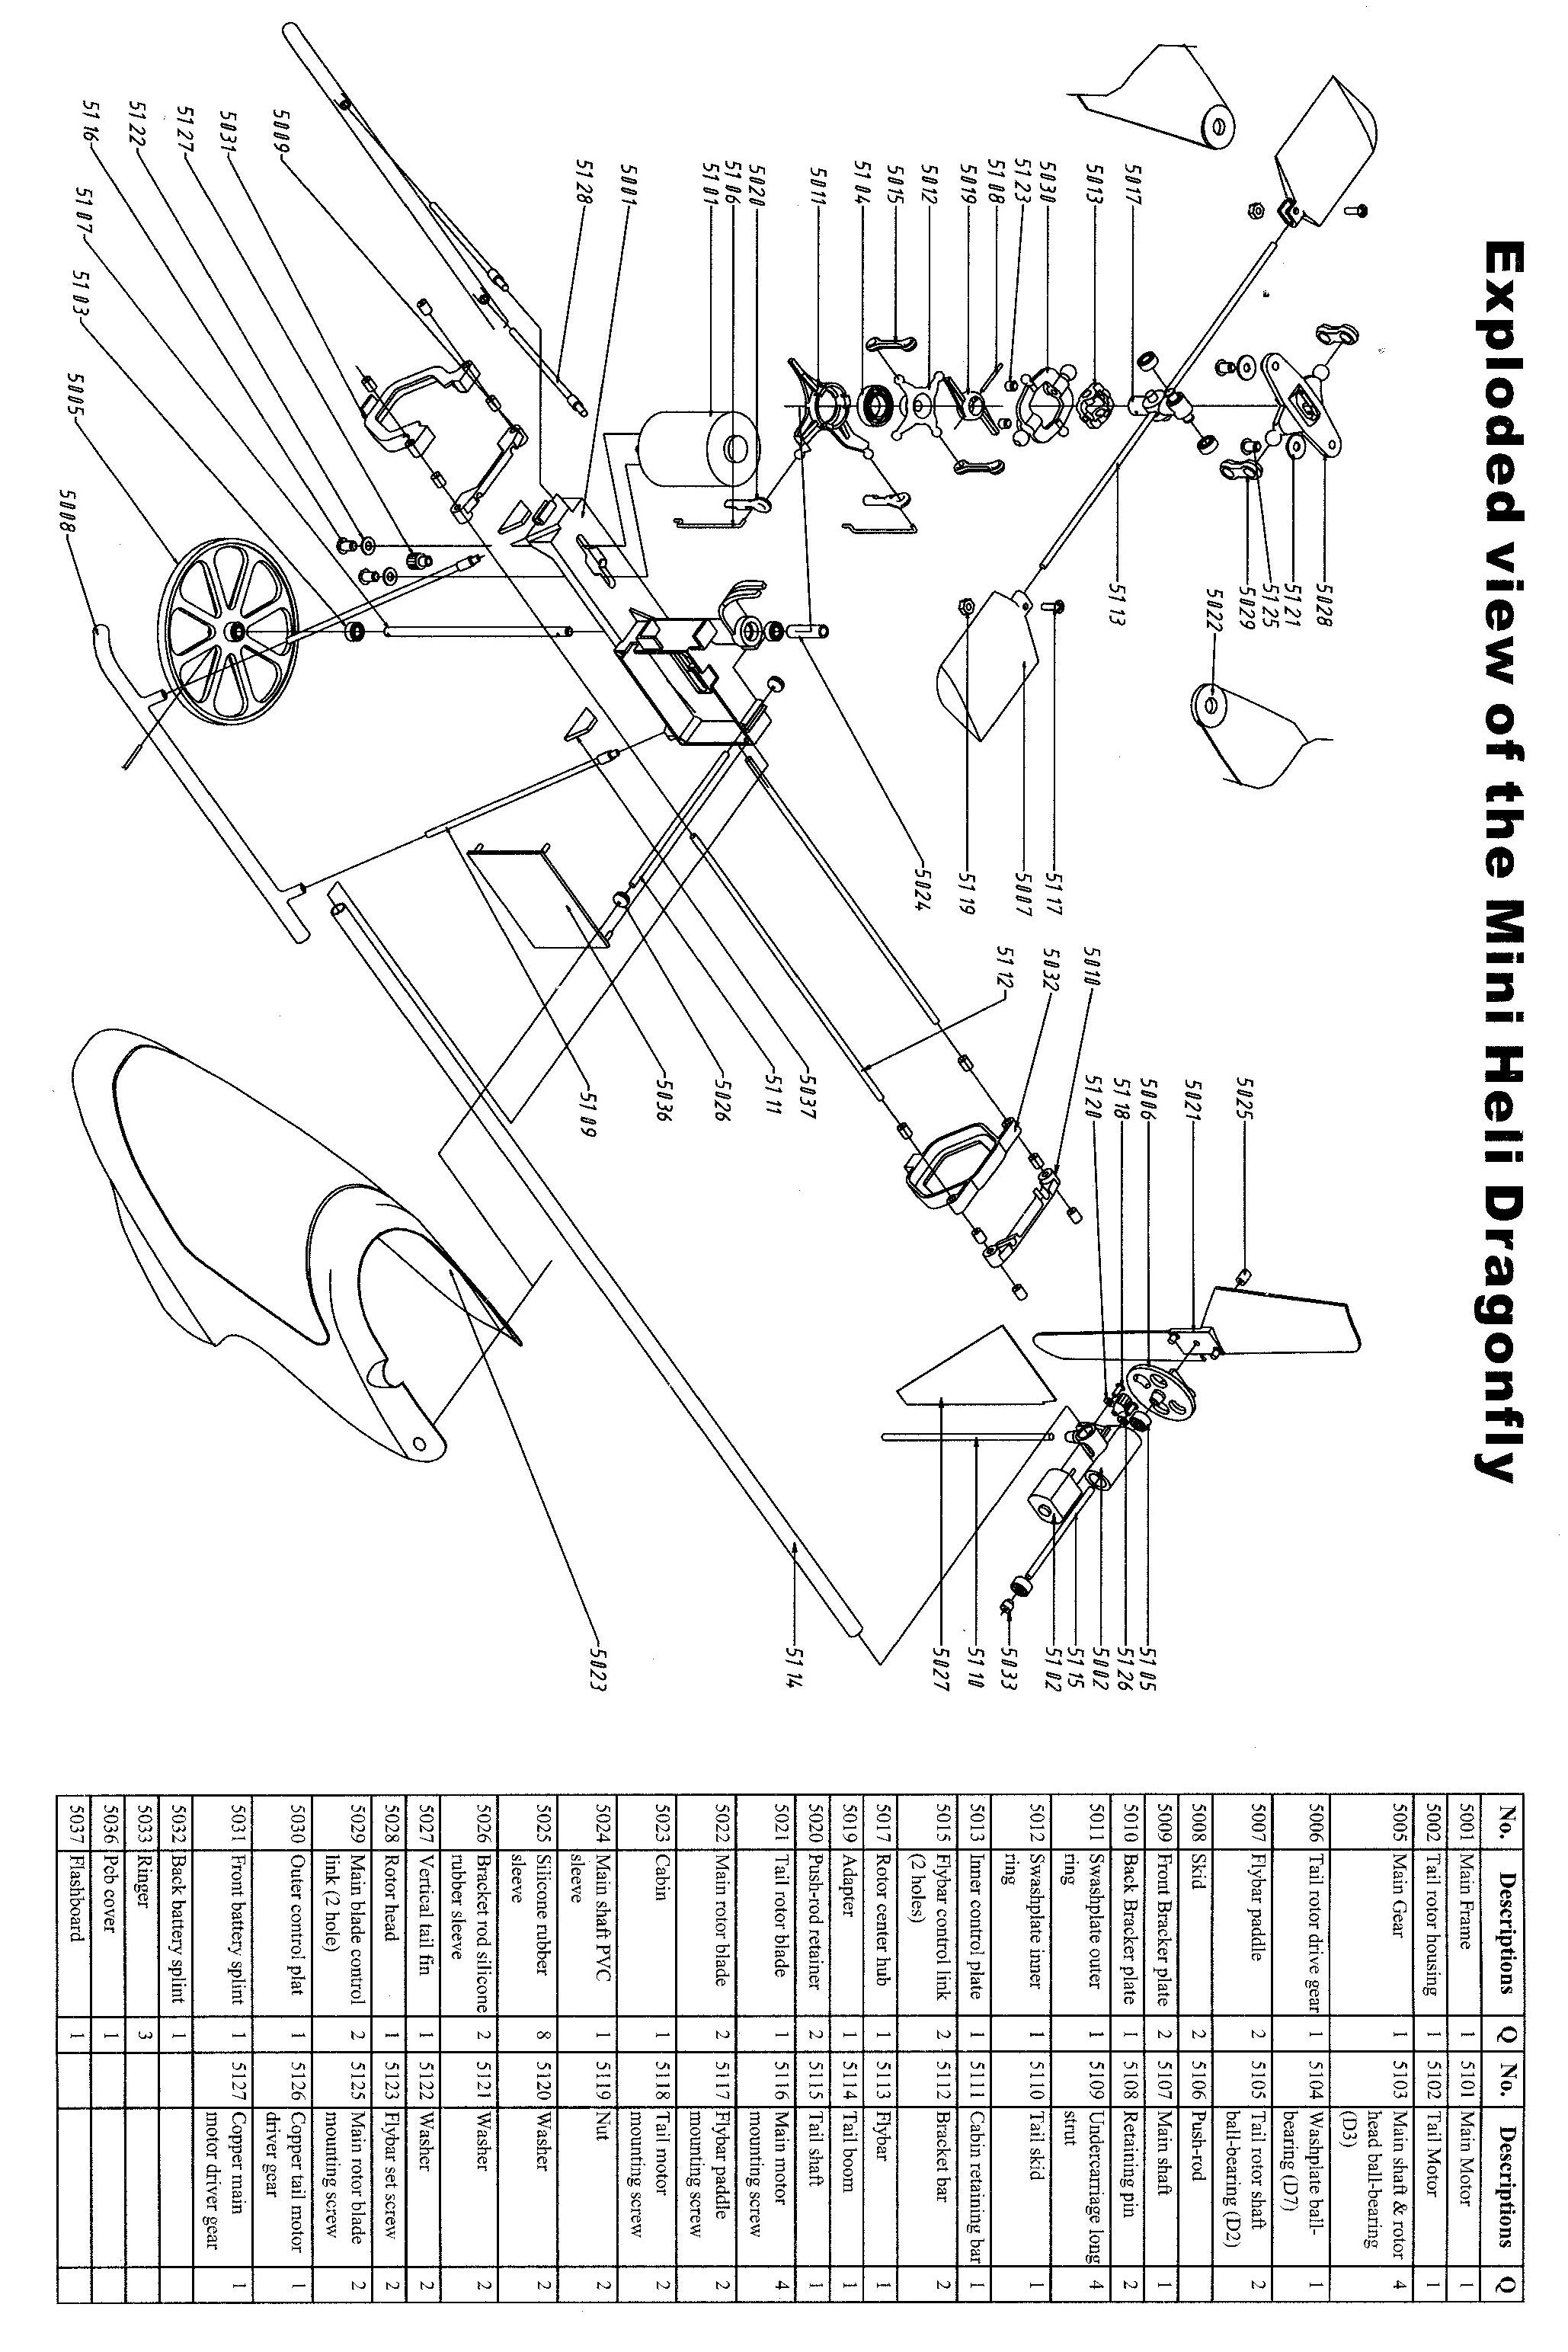 Exploded view of the Mini Heli Dragonfly
5017
5013
5030
5123
5108
5019
5012
5015
5104
5011
5020
5106
5101
5001
5128
5009
5031
5127
5122
5116
5107
5103
5005
5008
5028
5121
5125
5029
5022
5113
5117
5007
5119
5024
5010
5032
5112
5025
5021
5006
5118
5120
5037
5111
5026
5036
5109
5105
5126
5002
5115
5102
5033
5110
5027
5114
5023
No. Descriptions Q No. Descriptions Q
5001 Main Frame 1 5101 Main Motor 1
5002 Tail rotor housing 1 5102 Tail Motor 1
5005 Main Gear 1 5103 Main shaft & rotor 4
head ball-bearing
(D3)
5006 Tail rotor drive gear 1 5104 Washplate ball- 1
bearing (D7)
5007 Flybar paddle 2 5105 Tail rotor shaft 2
ball-bearing (D2)
5008 Skid 2 5106 Push-rod 2
5009 Front Bracker plate 2 5107 Main shaft 1
5010 Back Bracker plate 1 5108 Retaining pin 2
5011 Swashplate outer 1 5109 Undercarriage long 4
ring strut
5012 Swashplate inner 1 5110 Tail skid 1
ring
5013 Inner control plate 1 5111 Cabin retaining bar 1
5015 Flybar control link 2 5112 Bracket bar 2
(2 holes)
5017 Rotor center hub 1 5113 Flybar 1
5019 Adapter 1 5114 Tail boom 1
5020 Push-rod retainer 2 5115 Tail shaft 1
5021 Tail rotor blade 1 5116 Main motor 4
mounting screw
5022 Main rotor blade 2 5117 Flybar paddle 2
mounting screw
5023 Cabin 1 5118 Tail motor 2
mounting screw
5024 Main shaft PVC 1 5119 Nut 2
sleeve
5025 Silicone rubber 8 5120 Washer 2
sleeve
5026 Bracket rod silicone 2 5121 Washer 2
rubber sleeve
5027 Vertical tail fin 1 5122 Washer 2
5028 Rotor head 1 5123 Flybar set screw 2
5029 Main blade control 2 5125 Main rotor blade 2
link (2 hole) mounting screw
5030 Outer control plat 1 5126 Copper tail motor 1
driver gear
5031 Front battery splint 1 5127 Copper main 1
motor driver gear
5032 Back battery splint 1
5033 Ringer 3
5036 Pcb cover 1
5037 Flashboard 1